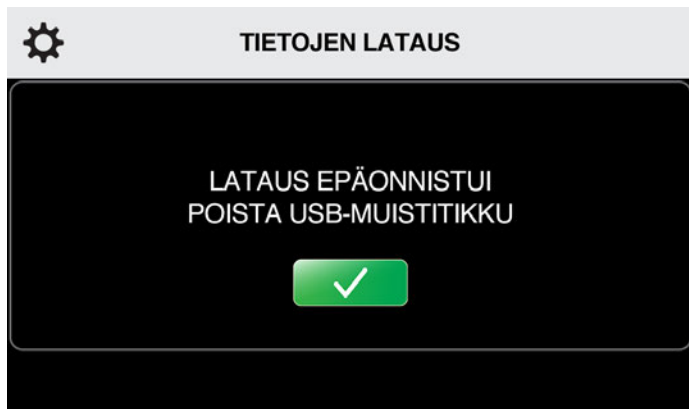 TIETOJEN LATAUS
LATAUS EPÄONNISTUI
POISTA USB-MUISTITIKKU